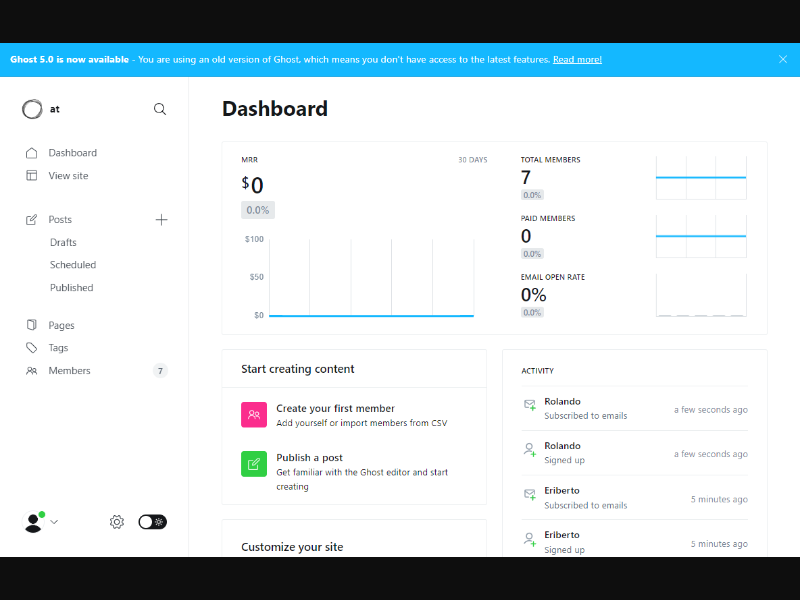 Ghost 5.0 is now available - You are using an old version of Ghost, which means you don't have access to the latest features. Read more!
at
Dashboard
View site
Posts
Drafts
Scheduled
Published
Pages
Tags
Members 7
Dashboard
MRR 30 DAYS
$0
0.0%
$100
$50
$0
TOTAL MEMBERS
7
0.0%
PAID MEMBERS
0
0.0%
EMAIL OPEN RATE
0%
0.0%
Start creating content
Create your first member
Add yourself or import members from CSV
Publish a post
Get familiar with the Ghost editor and start
creating
Customize your site
ACTIVITY
Rolando
Subscribed to emails a few seconds ago
Rolando
Signed up a few seconds ago
Eriberto
Subscribed to emails 5 minutes ago
Eriberto
Signed up 5 minutes ago